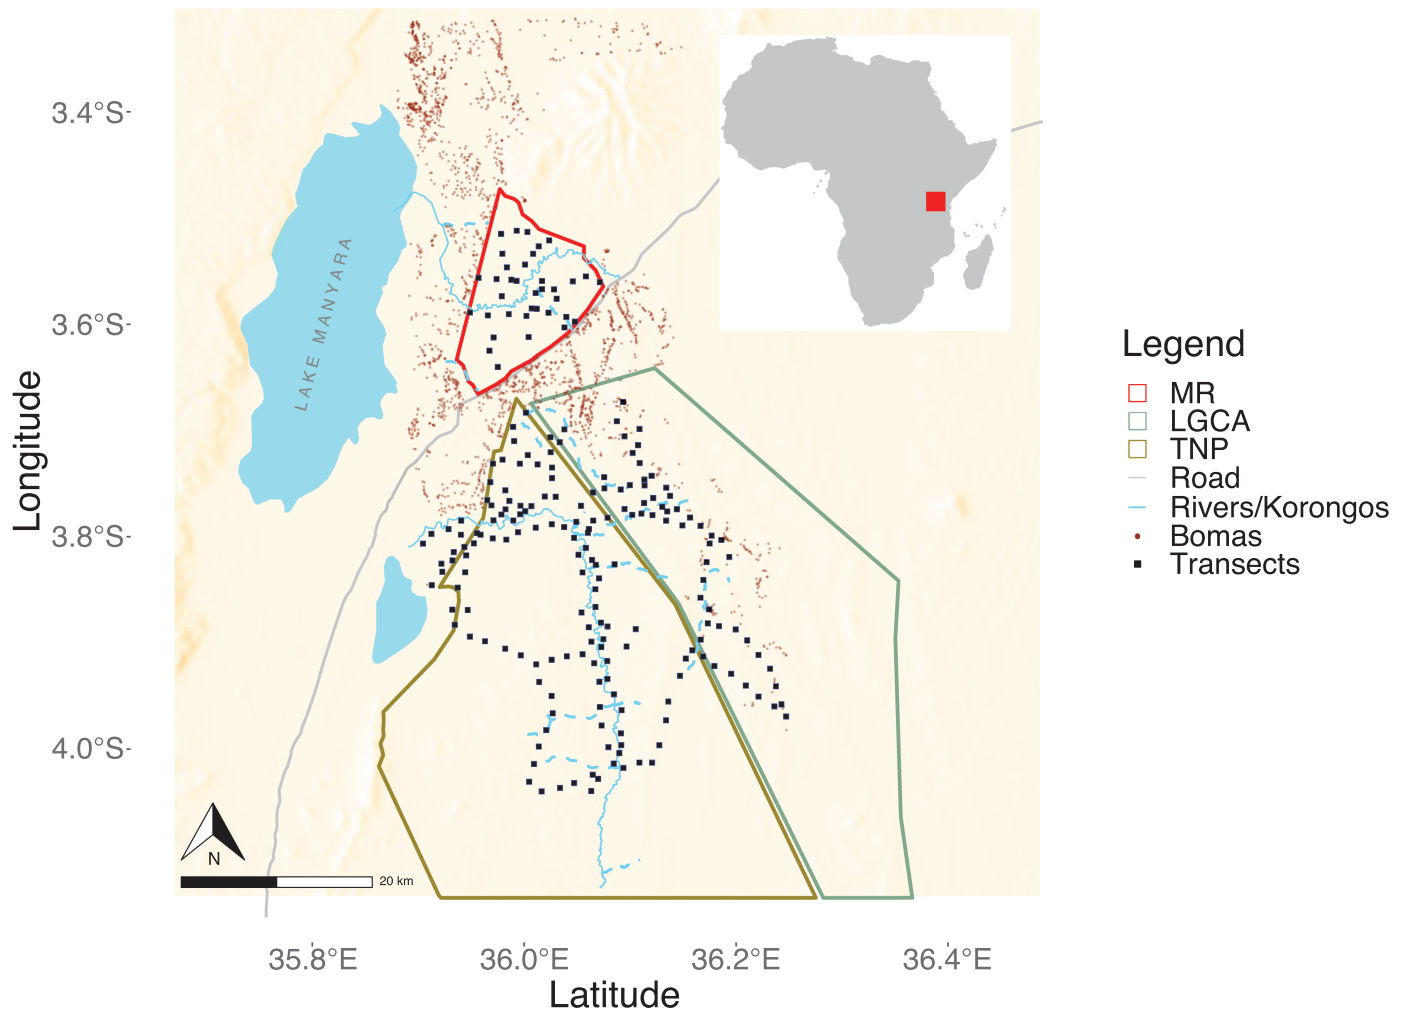 3.4°S-
3.6°S-
3.8°S-
4.0°S-
Longitude
LAKE MANYARA
N
20 km
35.8°E
36.0°E
36.2°E
36.4°E
Latitude
Legend
MR
LGCA
TNP
Road
Rivers/Korongos
Bomas
Transects